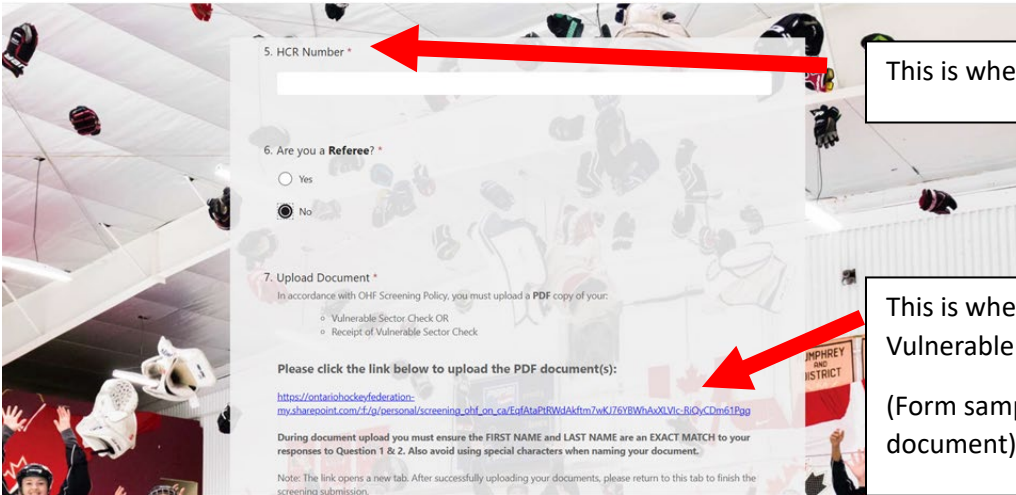 5. HCR Number *
This is whe
6. Are you a Referee? *
Yes
No
7. Upload Document *
In accordance with OHF Screening Policy, you must upload a PDF copy of your:
Vulnerable Sector Check OR
Receipt of Vulnerable Sector Check
This is whe
Vulnerable
(Form samp
document)
Please click the link below to upload the PDF document(s):
https://ontariohockeyfederation-
my.sharepoint.com/:f:/g/personal/screening_ohf_on_ca/EqfAtaPtRWdAkftm7wKJ76YBWhAxXLVIc-RiOyCDm61Pgg
During document upload you must ensure the FIRST NAME and LAST NAME are an EXACT MATCH to your
responses to Question 1 & 2. Also avoid using special characters when naming your document.
Note: The link opens a new tab. After successfully uploading your documents, please return to this tab to finish the
screening submission.
UMPHREY
AND
DISTRICT